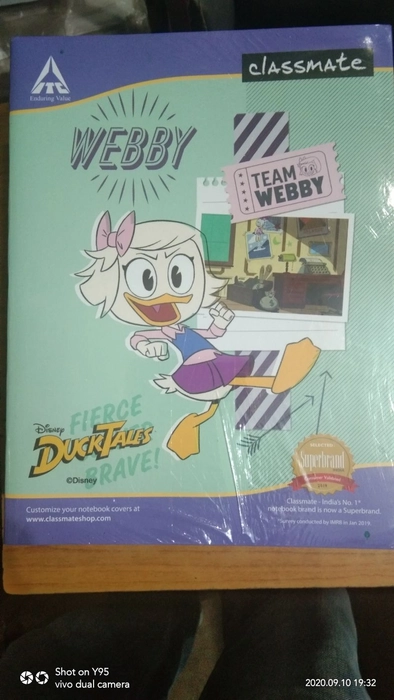 ITC
Enduring Value
classmate
WEBBY
TEAM
WEBBY
FIERCE
BRAVE!
Disney
DUCKTALES
©Disney
SELECTED
Superbrand
2019
Customize your notebook covers at
www.classmateshop.com
Classmate - India's No. 1*
notebook brand is now a Superbrand
*Survey conducted by IMRB in Jan 2019.
Shot on Y95
vivo dual camera
2020.09.10 19:32